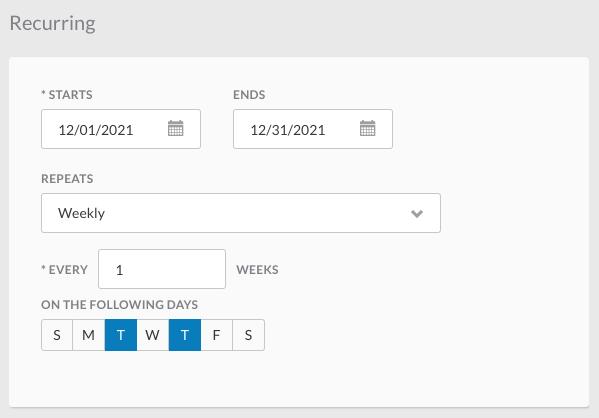 Recurring
* STARTS ENDS
12/01/2021 12/31/2021
REPEATS
Weekly
* EVERY 1 WEEKS
ON THE FOLLOWING DAYS
S M T W T F S